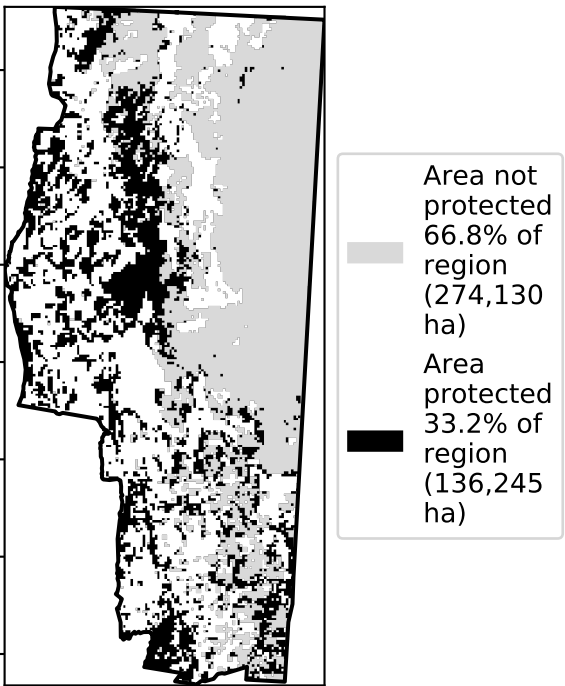 Area not
protected
66.8% of
region
(274,130
ha)
Area
protected
33.2% of
region
(136,245
ha)